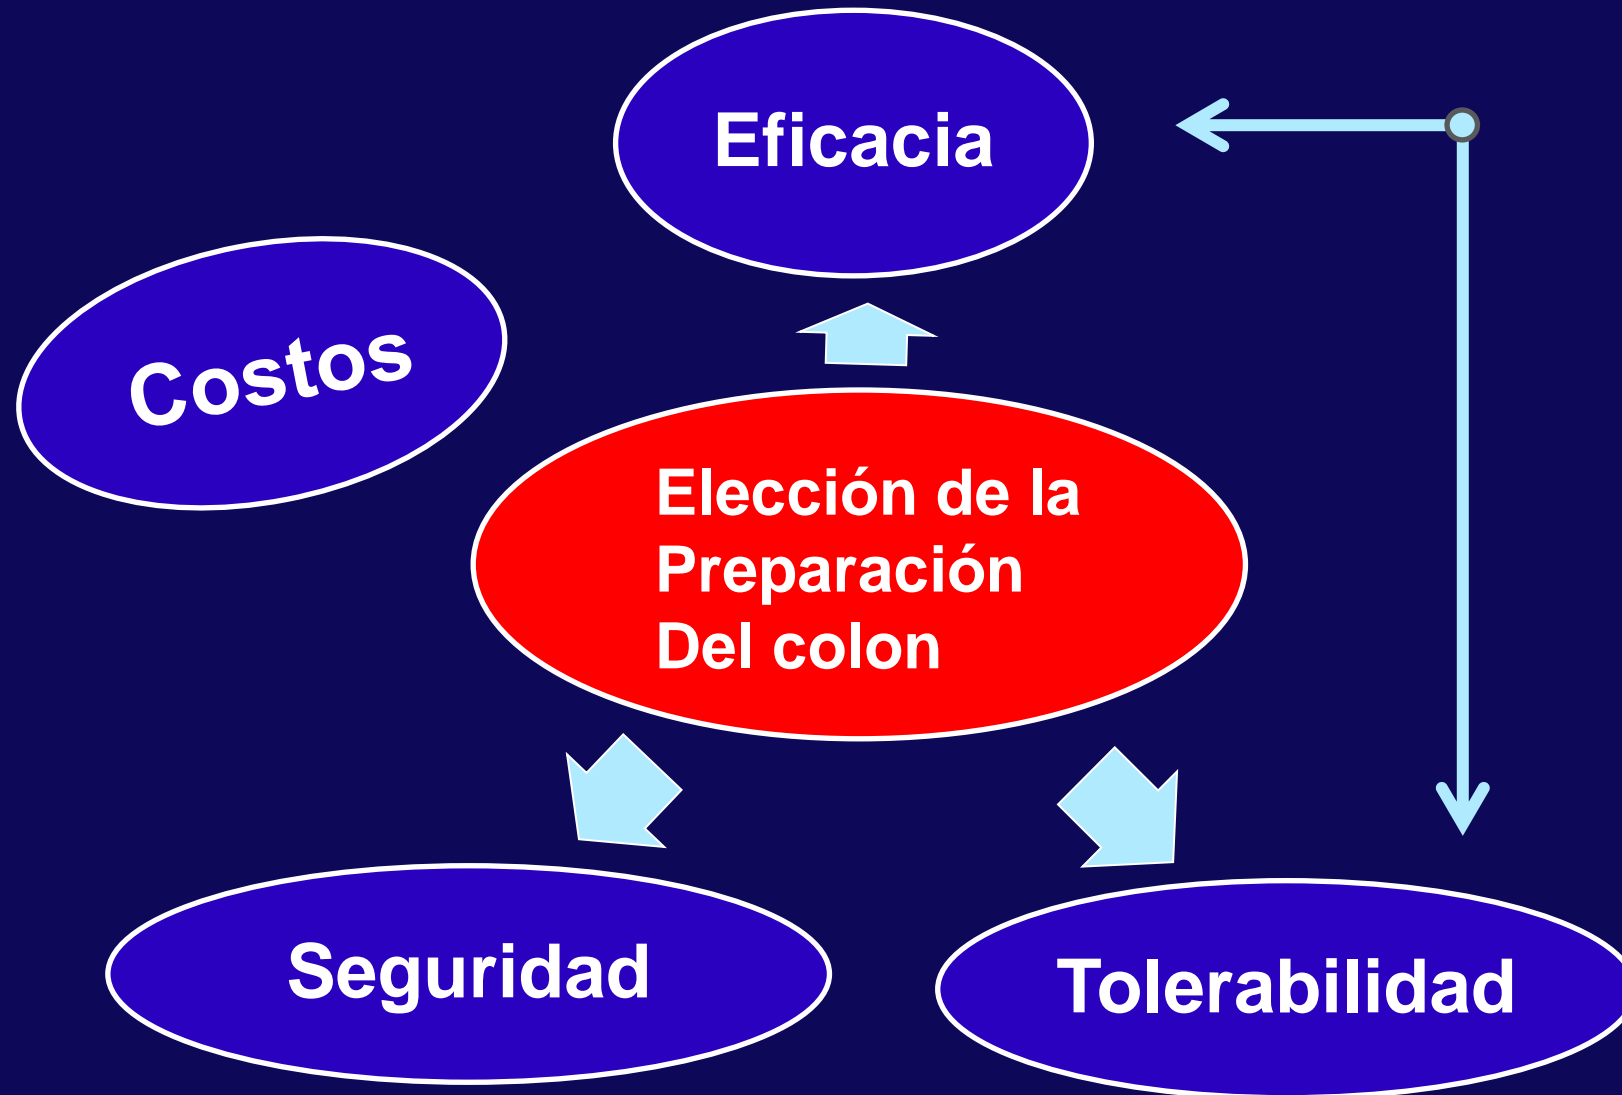 Eficacia
Costos
Elección de la
Preparación
Del colon
Seguridad
Tolerabilidad